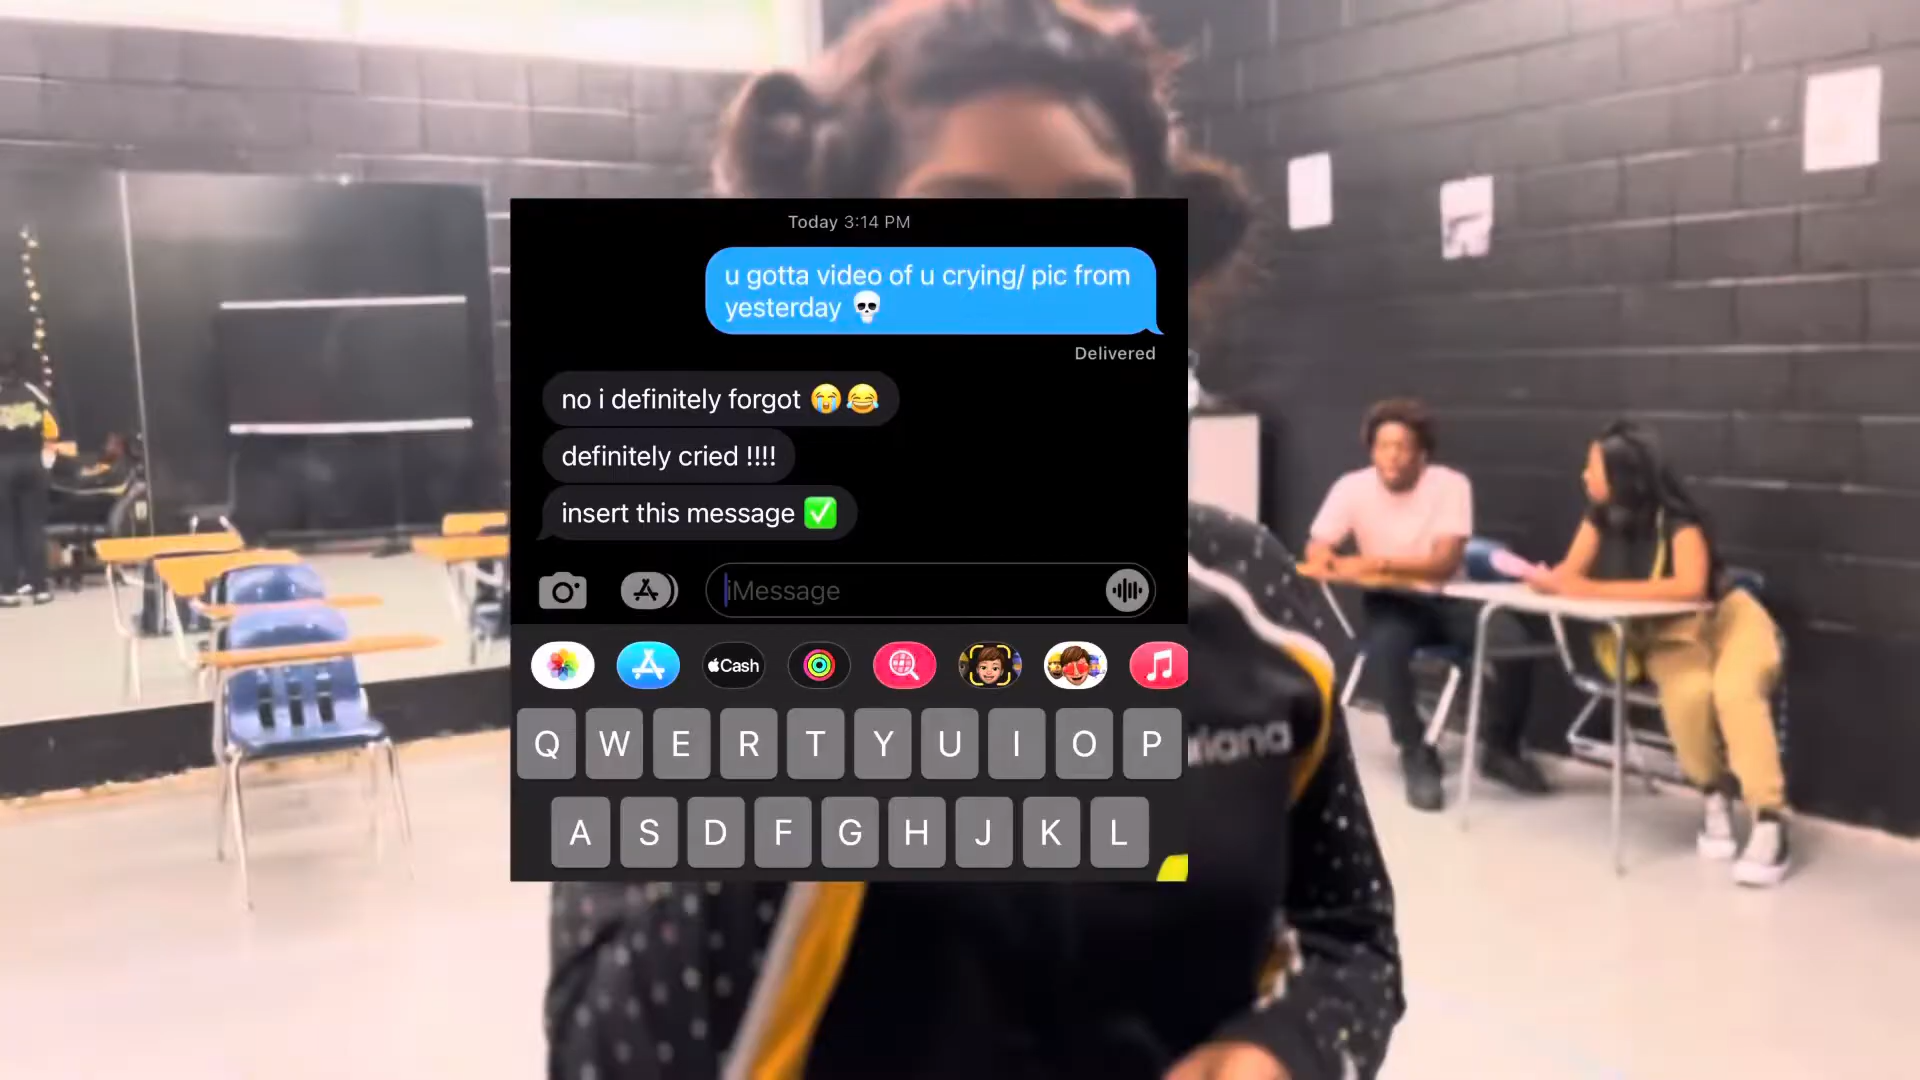 Today 3:14 PM
u gotta video of u crying/ pic from
yesterday 💀
Delivered
no i definitely forgot 😭😂
definitely cried !!!!
insert this message ✅
iMessage
Cash
Q W E R T Y U I O P
A S D F G H J K L